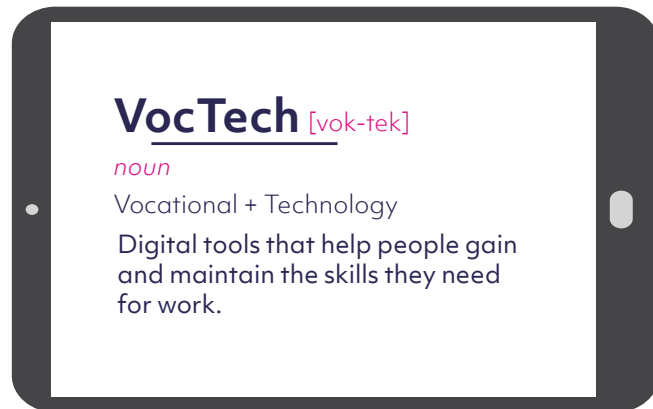 VocTech [vok-tek]
noun
Vocational + Technology
Digital tools that help people gain
and maintain the skills they need
for work.